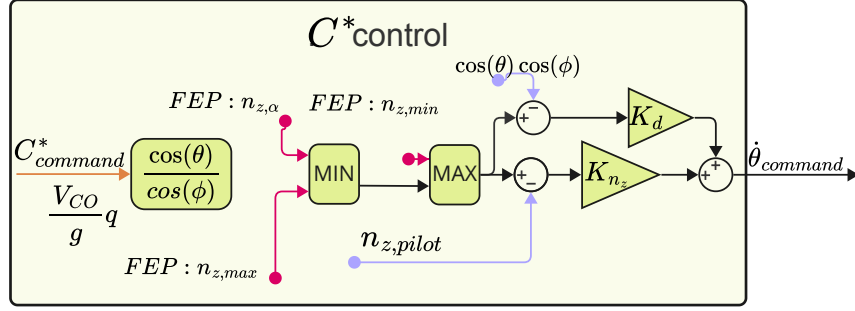 C* control
cos(θ) cos(ϕ)
FEP : n_{z,α}
FEP : n_{z,min}
C*_{command}
cos(θ)
cos(ϕ)
V_{CO}
g
q
MIN
MAX
+
−
+
−
K_d
K_{n_z}
+
+
θ̇_{command}
n_{z,pilot}
FEP : n_{z,max}